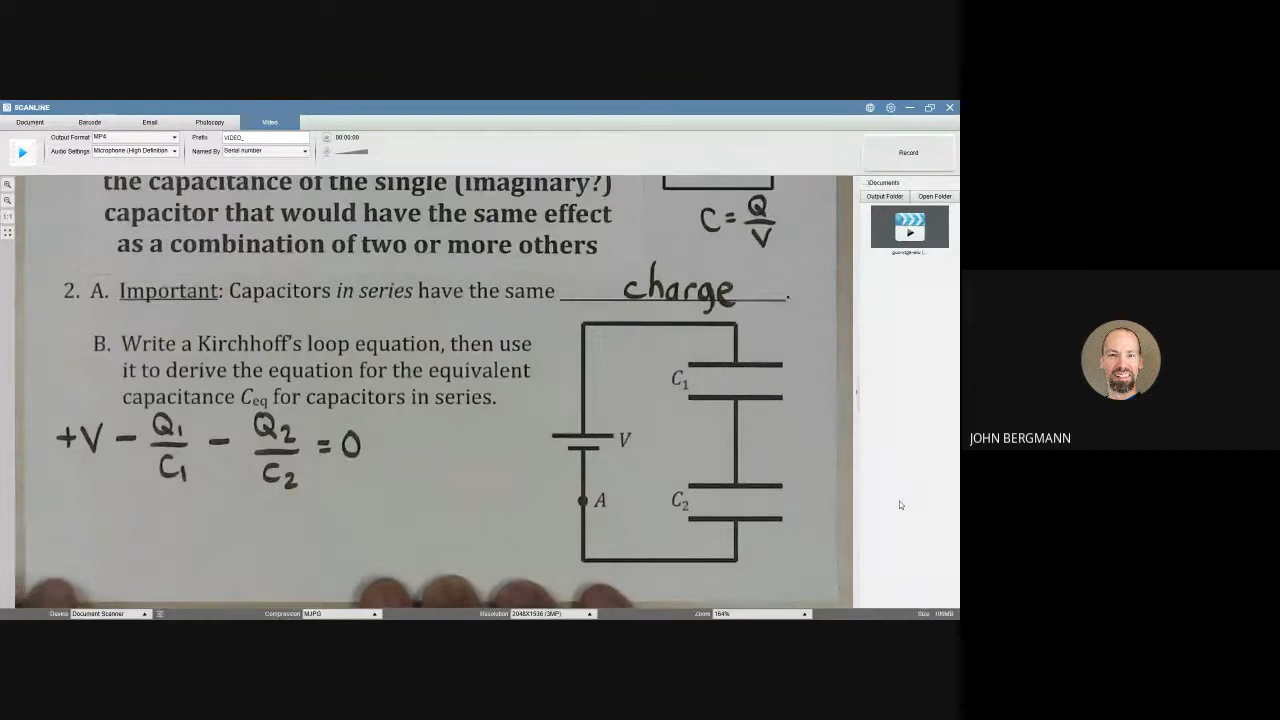 SCANLINE
Document Barcode Email Photocopy Video
Output Format MP4 Prefix VIDEO_ 00:00:00
Audio Settings Microphone (High Definition Named By Serial number
Record
...\Documents
Output Folder Open Folder
the capacitance of the single (imaginary?)
capacitor that would have the same effect
as a combination of two or more others
C = Q/V
2. A. Important: Capacitors in series have the same charge.
B. Write a Kirchhoff's loop equation, then use
it to derive the equation for the equivalent
capacitance Ceq for capacitors in series.
+V − Q1/C1 − Q2/C2 = 0
C1
V
A
C2
JOHN BERGMANN
Device Document Scanner Compression MJPG Resolution 2048X1536 (3MP) Zoom 164% Size 109MB